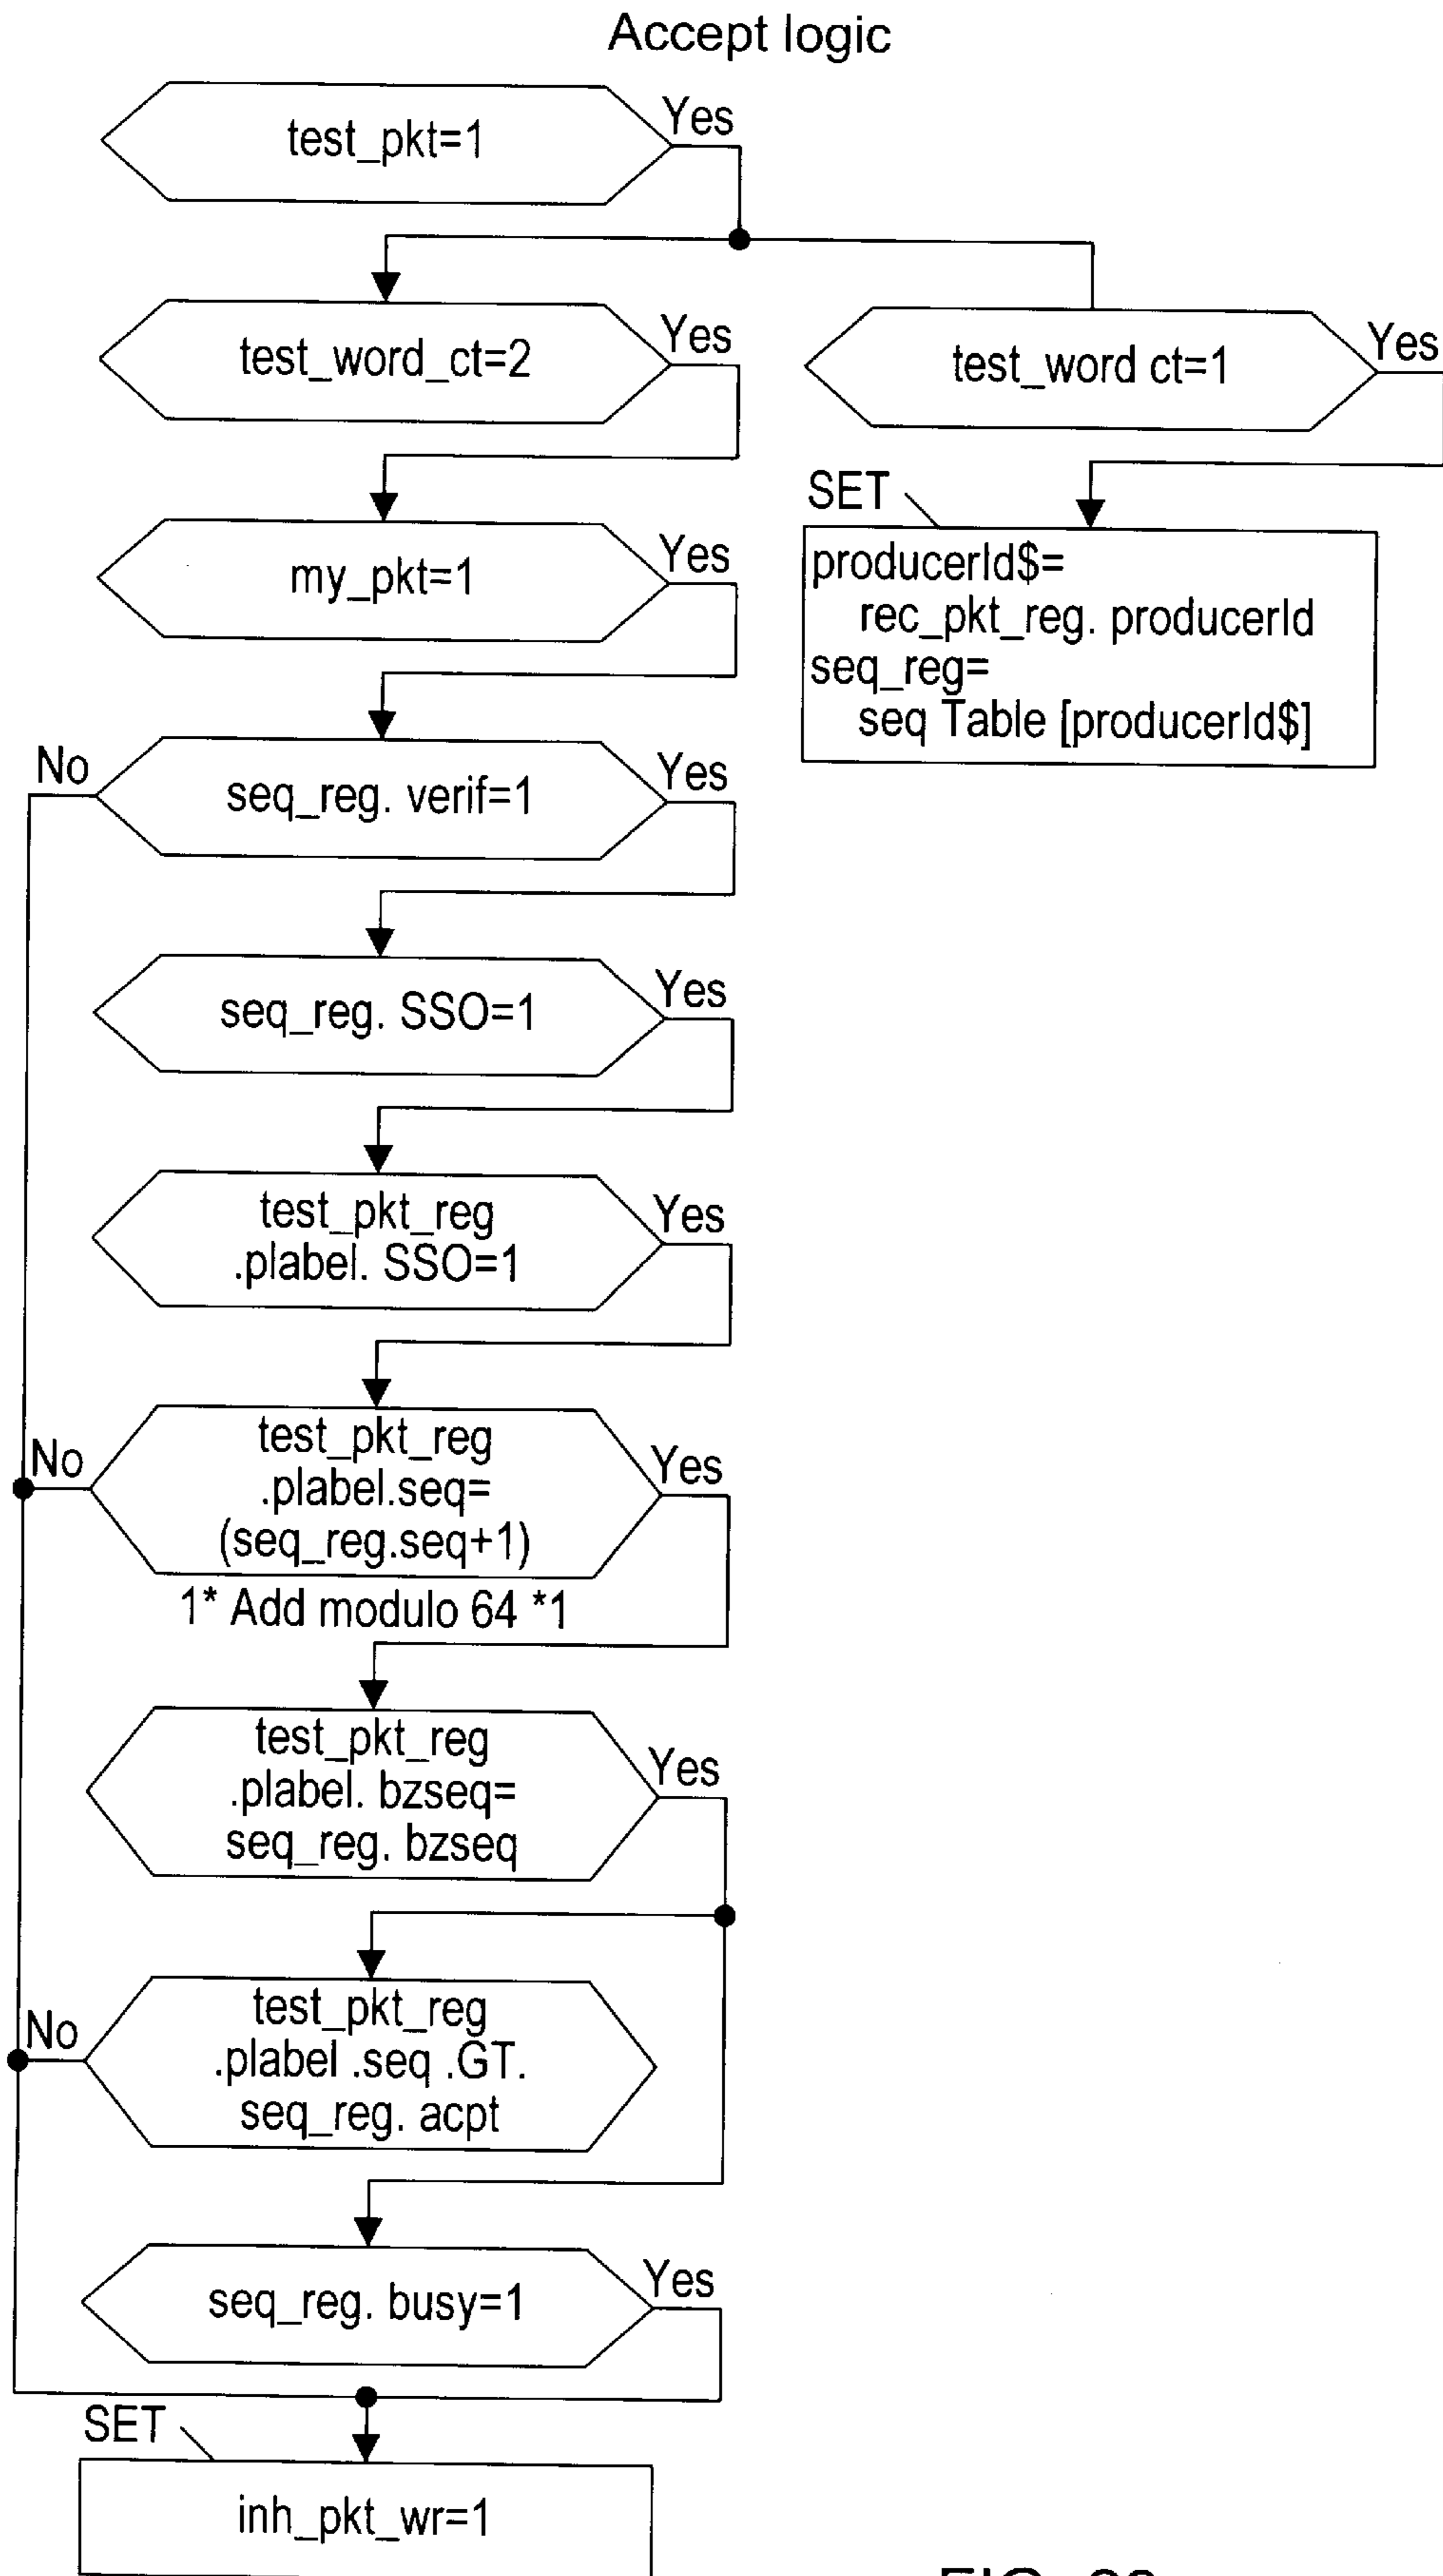 Accept logic
test_pkt=1
Yes
test_word_ct=2
Yes
test_word ct=1
Yes
my_pkt=1
Yes
SET
producerId$=
rec_pkt_reg. producerId
seq_reg=
seq Table [producerId$]
No
seq_reg. verif=1
Yes
seq_reg. SSO=1
Yes
test_pkt_reg
.plabel. SSO=1
Yes
No
test_pkt_reg
.plabel.seq=
(seq_reg.seq+1)
Yes
1* Add modulo 64 *1
test_pkt_reg
.plabel. bzseq=
seq_reg. bzseq
Yes
No
test_pkt_reg
.plabel .seq .GT.
seq_reg. acpt
seq_reg. busy=1
Yes
SET
inh_pkt_wr=1